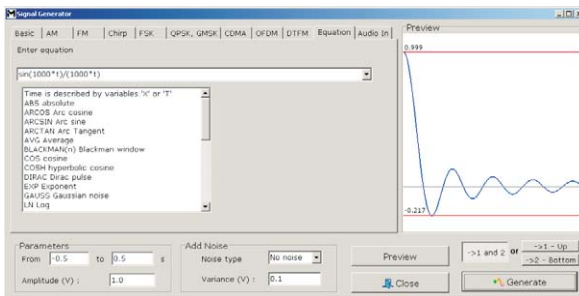 Signal Generator
Basic AM FM Chirp FSK QPSK, GMSK CDMA OFDM DTFM Equation Audio In
Preview
Enter equation
sin(1000*t)/(1000*t)
Time is described by variables 'X' or 'T'
ABS absolute
ARCOS Arc cosine
ARCSIN Arc sine
ARCTAN Arc Tangent
AVG Average
BLACKMAN(n) Blackman window
COS cosine
COSH hyperbolic cosine
DIRAC Dirac pulse
EXP Exponent
GAUSS Gaussian noise
LN Log
0.999
-0.217
Parameters
From -0.5 to 0.5 s
Amplitude (V) : 1.0
Add Noise
Noise type No noise
Variance (V) : 0.1
Preview
Close
->1 and 2 or ->1 - Up
->2 - Bottom
Generate